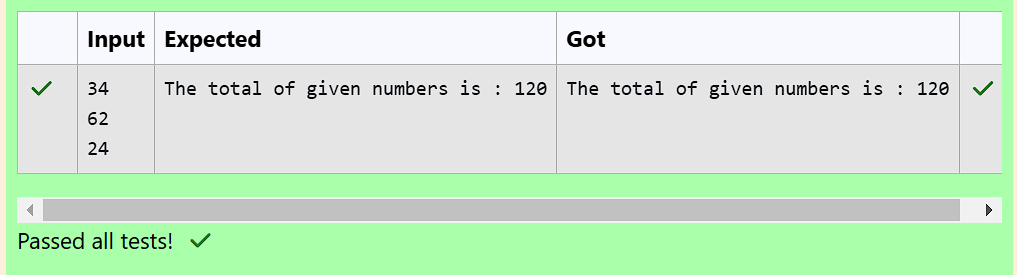 Input Expected Got
34 The total of given numbers is : 120 The total of given numbers is : 120
62
24
Passed all tests!